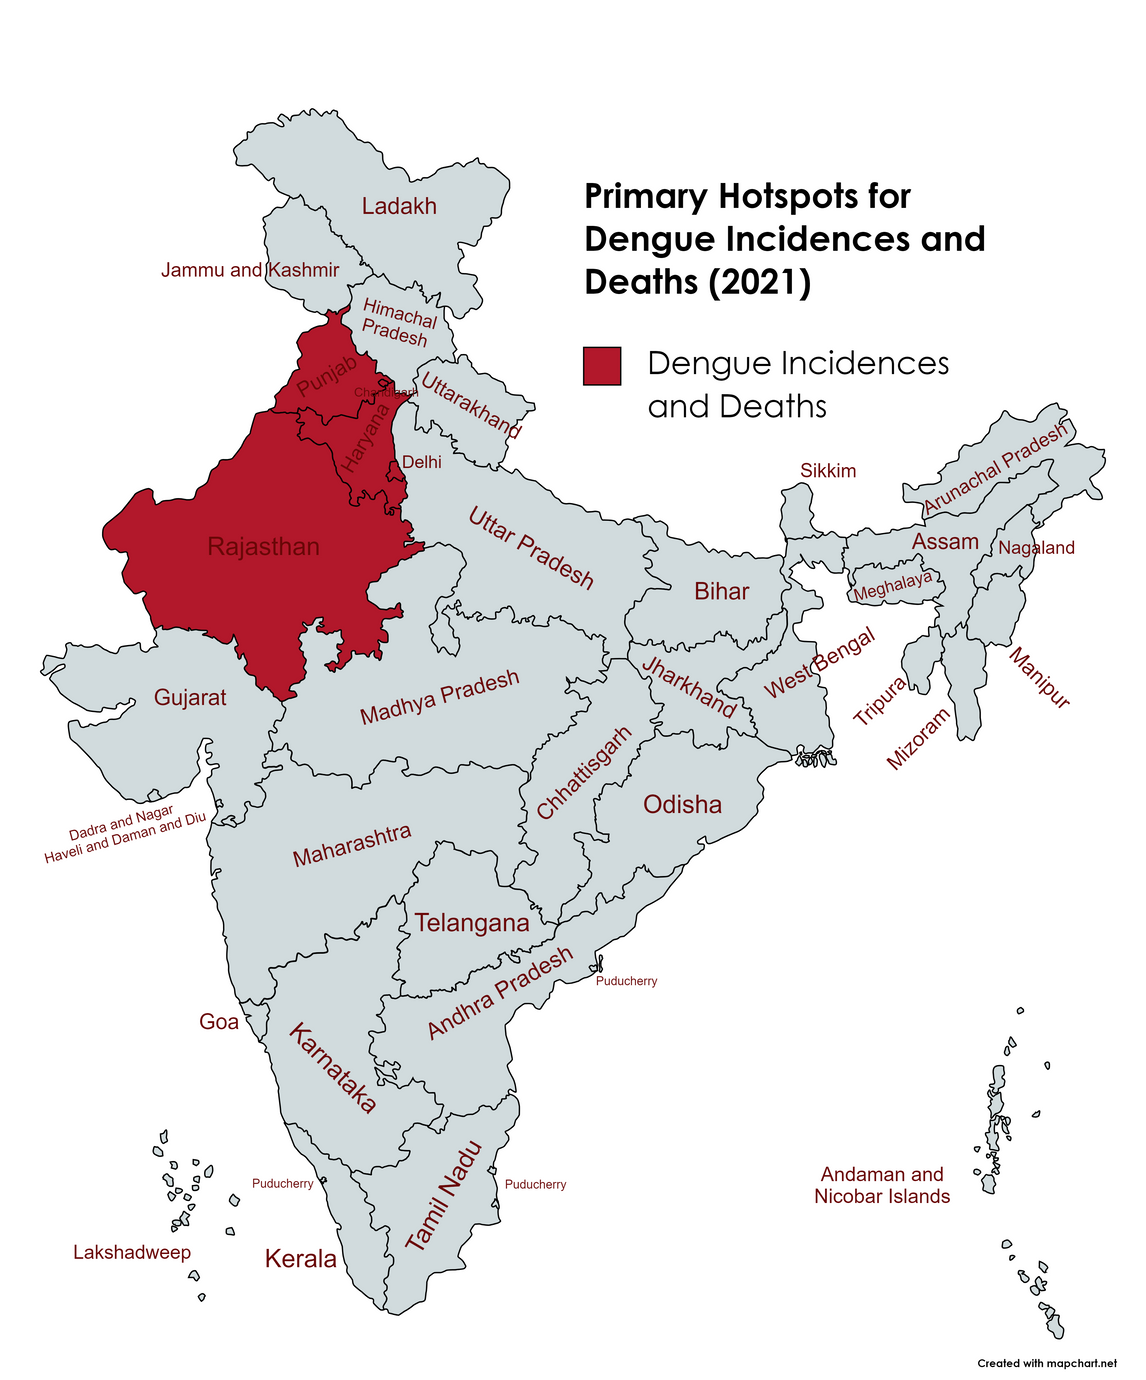 Primary Hotspots for
Dengue Incidences and
Deaths (2021)
Dengue Incidences
and Deaths
Ladakh
Jammu and Kashmir
Himachal
Pradesh
Punjab
Chandigarh
Uttarakhand
Haryana
Delhi
Rajasthan
Uttar Pradesh
Sikkim
Arunachal Pradesh
Assam
Nagaland
Meghalaya
Bihar
Manipur
Tripura
Mizoram
West Bengal
Jharkhand
Gujarat
Madhya Pradesh
Chhattisgarh
Odisha
Dadra and Nagar
Haveli and Daman and Diu
Maharashtra
Telangana
Andhra Pradesh
Puducherry
Goa
Karnataka
Puducherry
Tamil Nadu
Puducherry
Kerala
Lakshadweep
Andaman and
Nicobar Islands
Created with mapchart.net